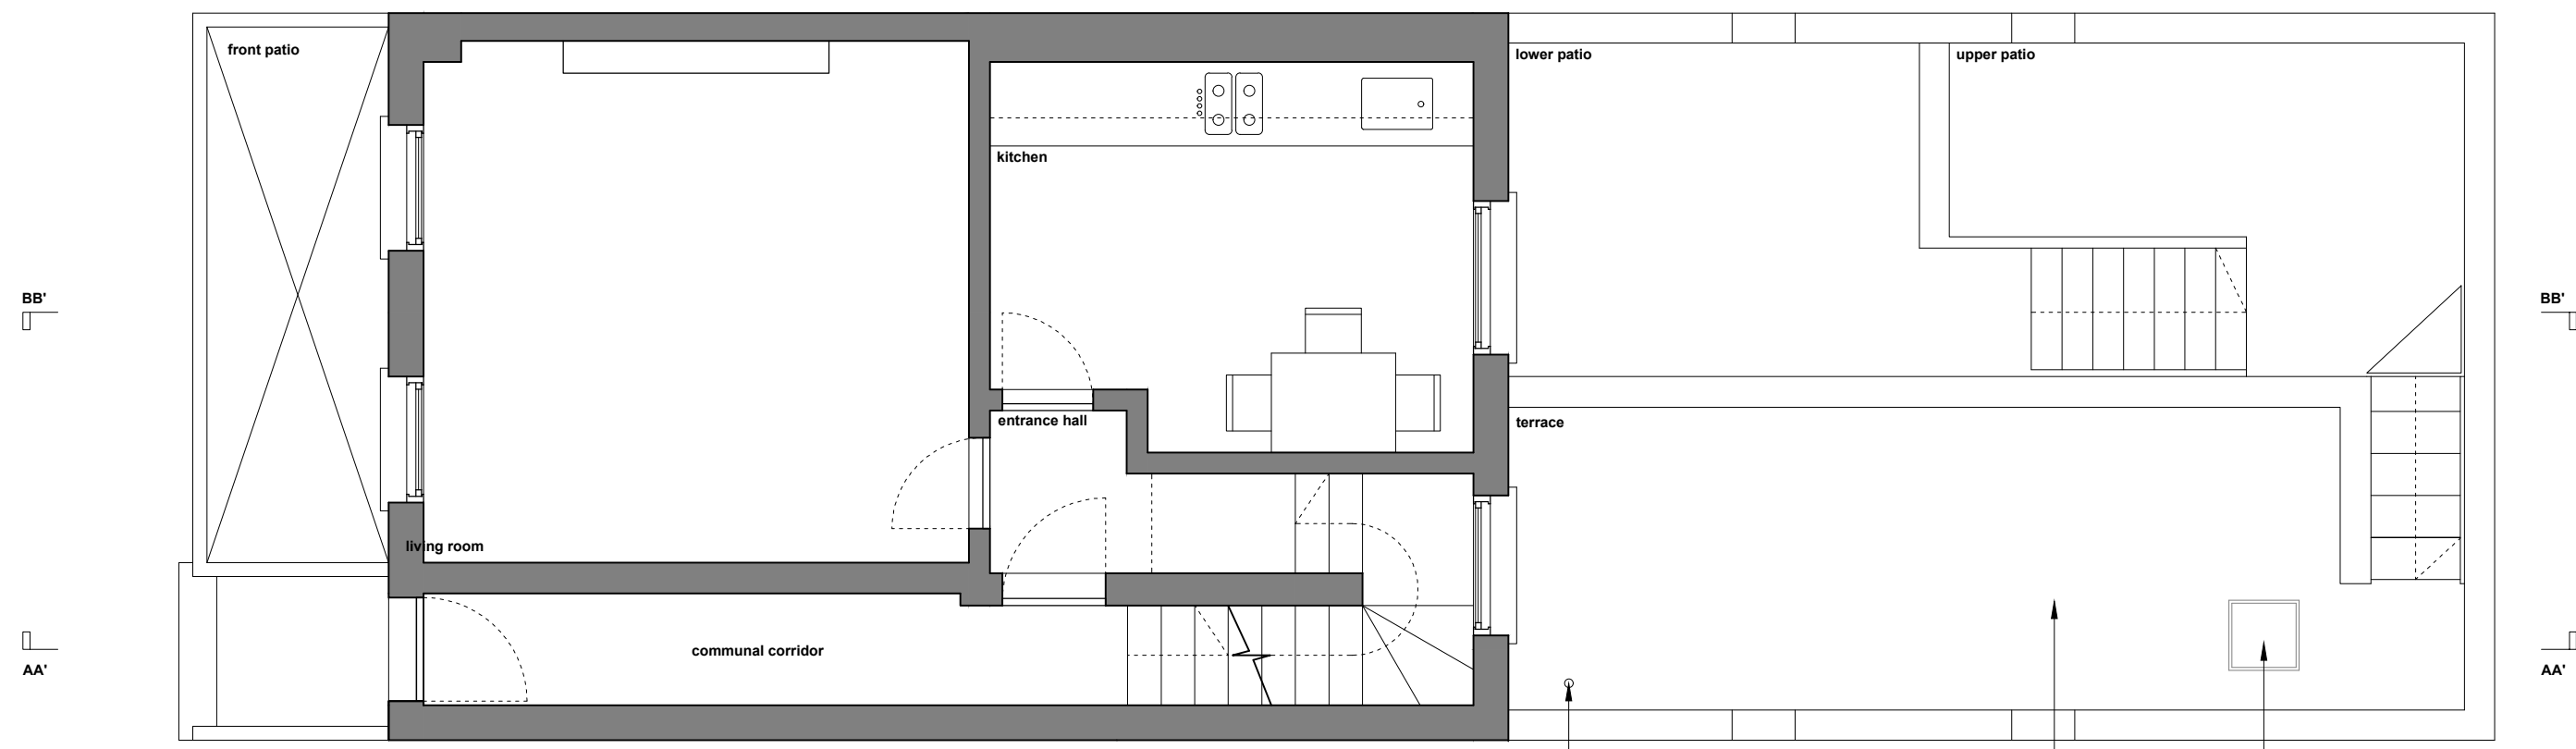 front patio
lower patio
upper patio
kitchen
BB'
BB'
entrance hall
terrace
living room
communal corridor
AA'
AA'